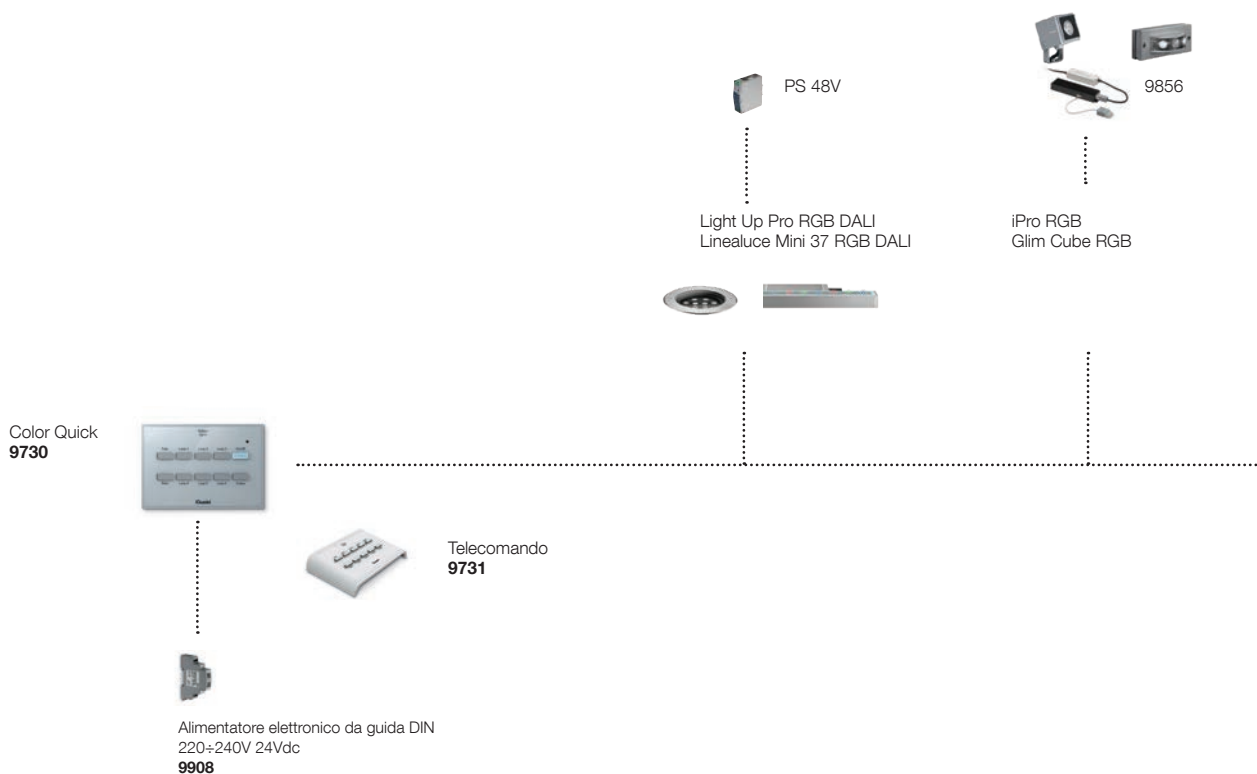 PS 48V
9856
Light Up Pro RGB DALI
Linealuce Mini 37 RGB DALI
iPro RGB
Glim Cube RGB
Color Quick
9730
Telecomando
9731
Alimentatore elettronico da guida DIN
220÷240V 24Vdc
9908